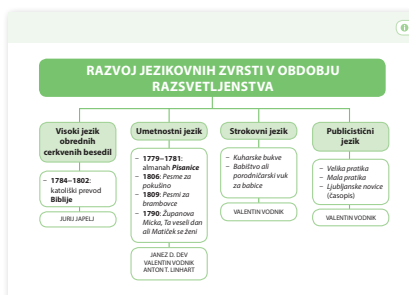 RAZVOJ JEZIKOVNIH ZVRSTI V OBDOBJU
RAZSVETLJENSTVA
Visoki jezik
obrednih
cerkvenih besedil
– 1784–1802:
katoliški prevod
Biblije
JURIJ JAPELJ
Umetnostni jezik
– 1779–1781:
almanah Pisanice
– 1806: Pesme za
pokušino
– 1809: Pesmi za
brambovce
– 1790: Županova
Micka, Ta veseli dan
ali Matiček se ženi
JANEZ D. DEV
VALENTIN VODNIK
ANTON T. LINHART
Strokovni jezik
– Kuharske bukve
– Babištvo ali
porodničarski vuk
za babice
VALENTIN VODNIK
Publicistični
jezik
– Velika pratika
– Mala pratika
– Ljubljanske novice
(časopis)
VALENTIN VODNIK